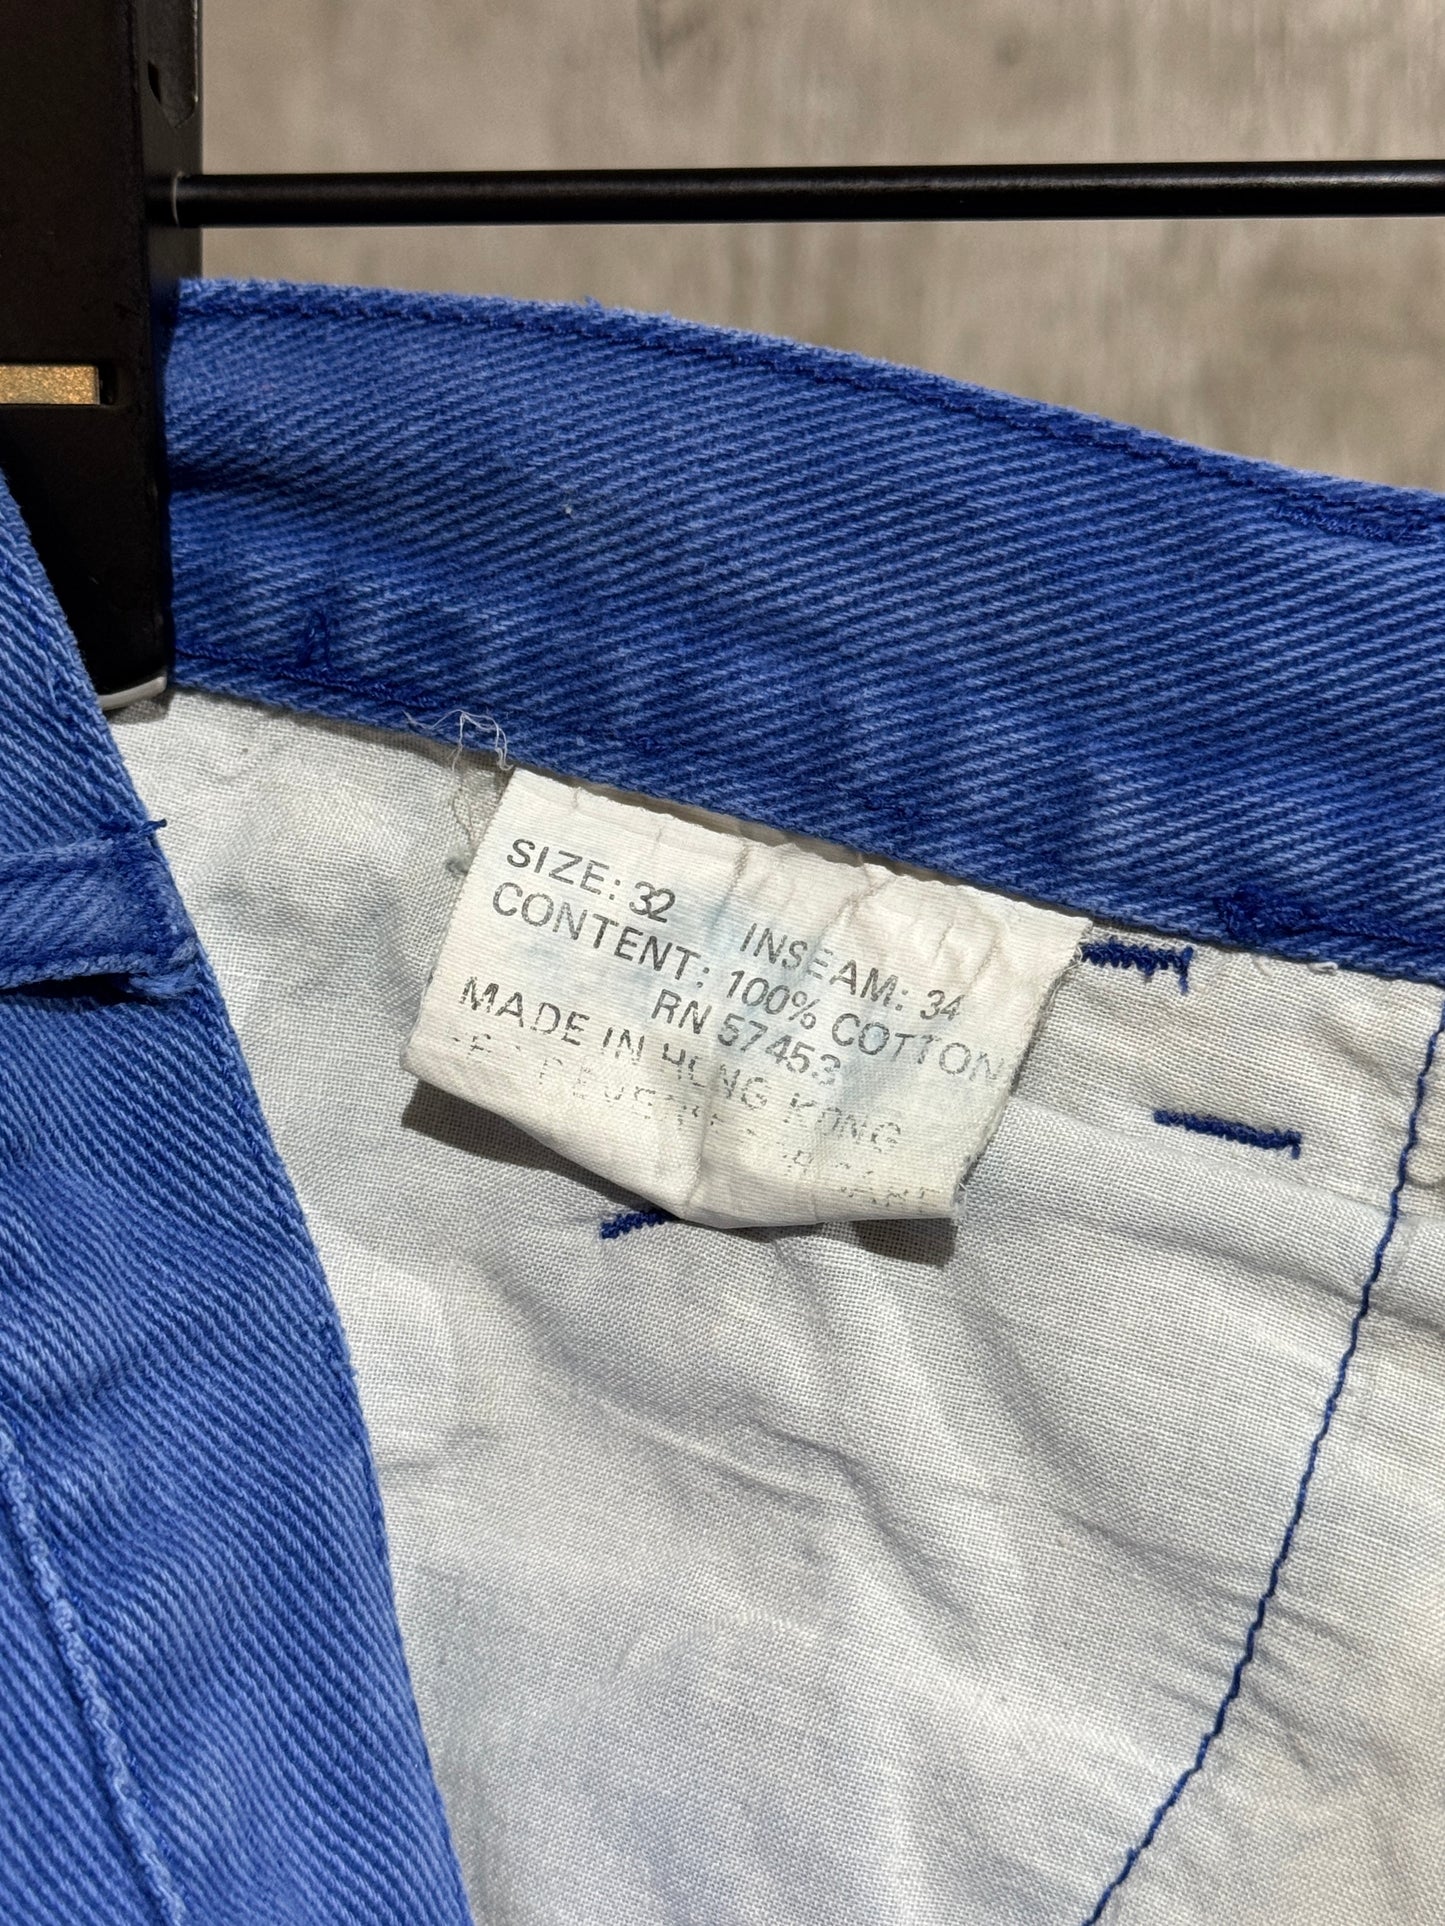 SIZE: 32 INSEAM: 34
CONTENT: 100% COTTON
RN 57453
MADE IN HONG KONG